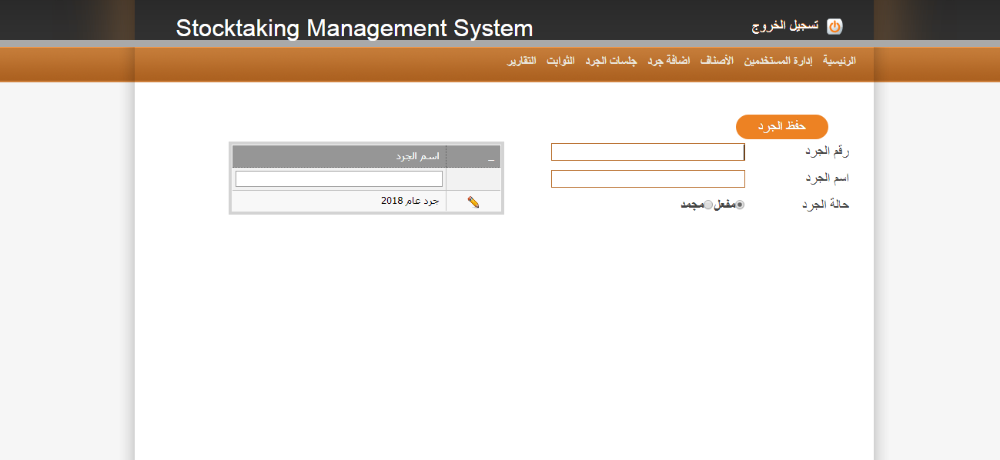 Stocktaking Management System
تسجيل الخروج
الرئيسية إدارة المستخدمين الأصناف اضافة جرد جلسات الجرد الثوابت التقارير
حفظ الجرد
رقم الجرد
اسم الجرد
حالة الجرد
مفعل مجمد
_ اسم الجرد
جرد عام 2018